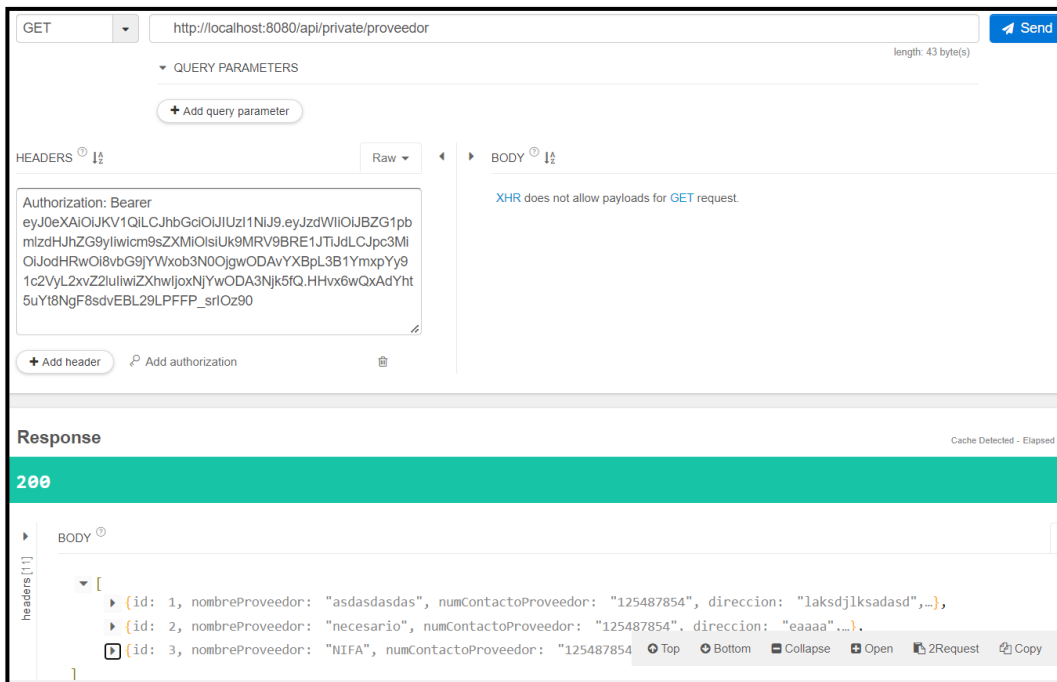 GET
http://localhost:8080/api/private/proveedor
Send
length: 43 byte(s)
QUERY PARAMETERS
+ Add query parameter
HEADERS
Raw
BODY
XHR does not allow payloads for GET request.
Authorization: Bearer
eyJ0eXAiOiJKV1QiLCJhbGciOiJIUzI1NiJ9.eyJzdWIiOiJBZG1pb
mlzdHJhZG9yIiwicm9sZXMiOlsiUk9MRV9BRE1JTiJdLCJpc3Mi
OiJodHRwOi8vbG9jYWxob3N0OjgwODAvYXBpL3B1YmxpYy9
1c2VyL2xvZ2luIiwiZXhwIjoxNjYwODA3Njk5fQ.HHvx6wQxAdYht
5uYt8NgF8sdvEBL29LPFFP_srIOz90
+ Add header
Add authorization
Response
Cache Detected - Elapsed
200
BODY
headers [11]
[
{id: 1, nombreProveedor: "asdasdasdas", numContactoProveedor: "125487854", direccion: "laksdjlksadasd",…},
{id: 2, nombreProveedor: "necesario", numContactoProveedor: "125487854", direccion: "eaaaa",…},
{id: 3, nombreProveedor: "NIFA", numContactoProveedor: "125487854
Top Bottom Collapse Open 2Request Copy
]